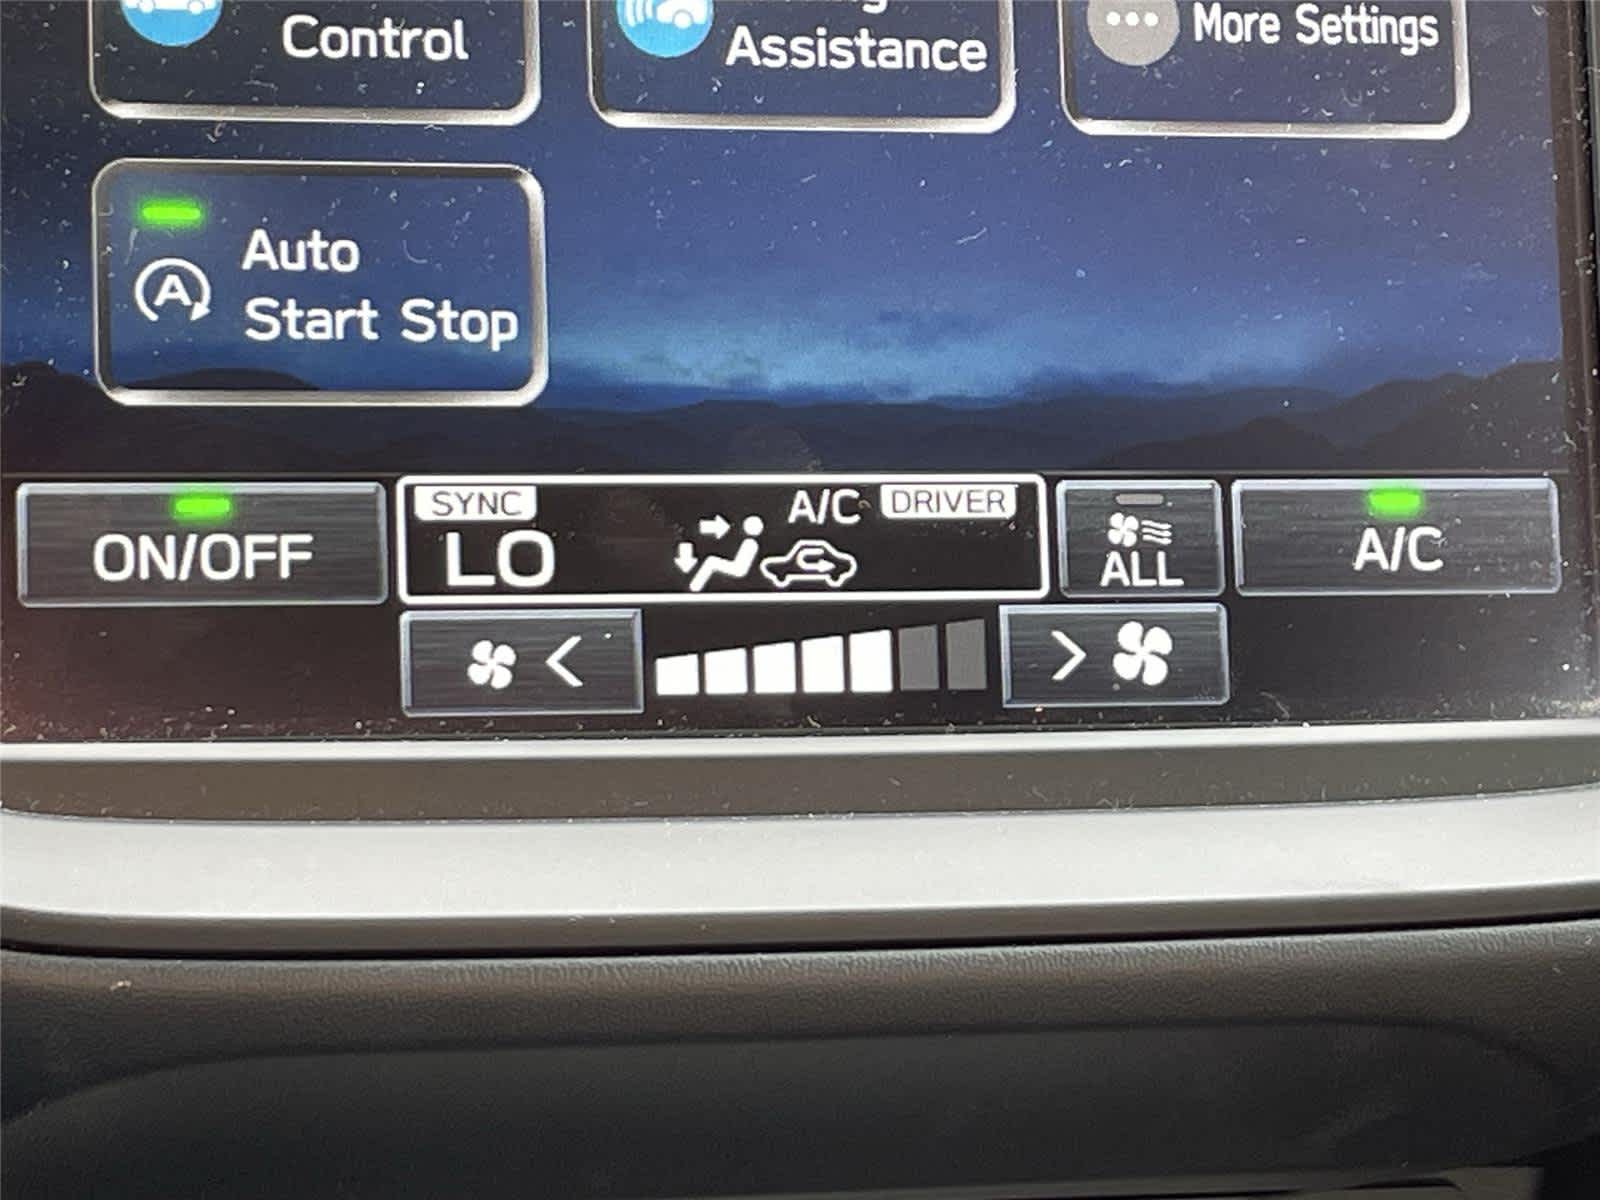 Control
Assistance
More Settings
Auto
Start Stop
A
ON/OFF
SYNC
A/C
DRIVER
LO
ALL
A/C